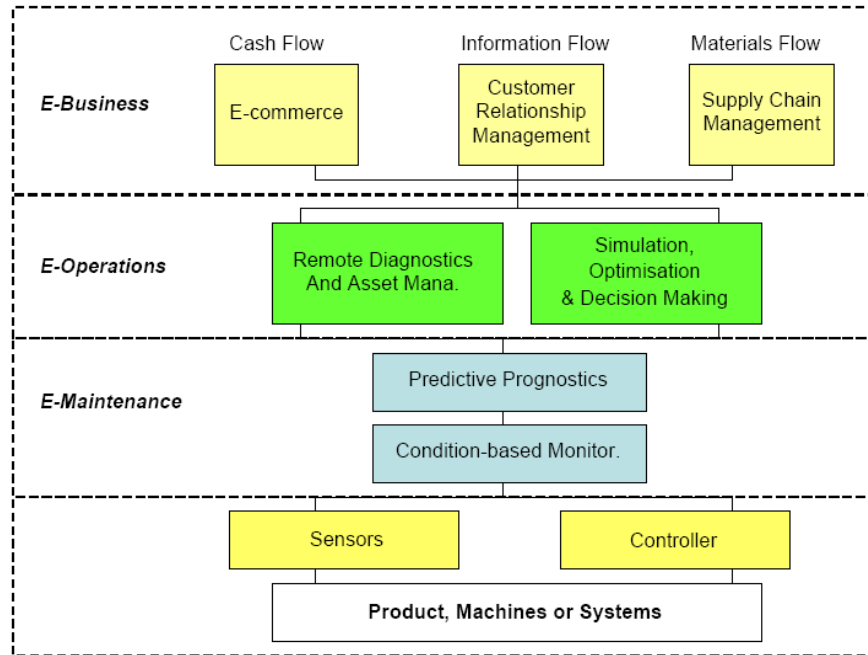 Cash Flow
Information Flow
Materials Flow
E-Business
E-commerce
Customer
Relationship
Management
Supply Chain
Management
E-Operations
Remote Diagnostics
And Asset Mana.
Simulation,
Optimisation
& Decision Making
E-Maintenance
Predictive Prognostics
Condition-based Monitor.
Sensors
Controller
Product, Machines or Systems